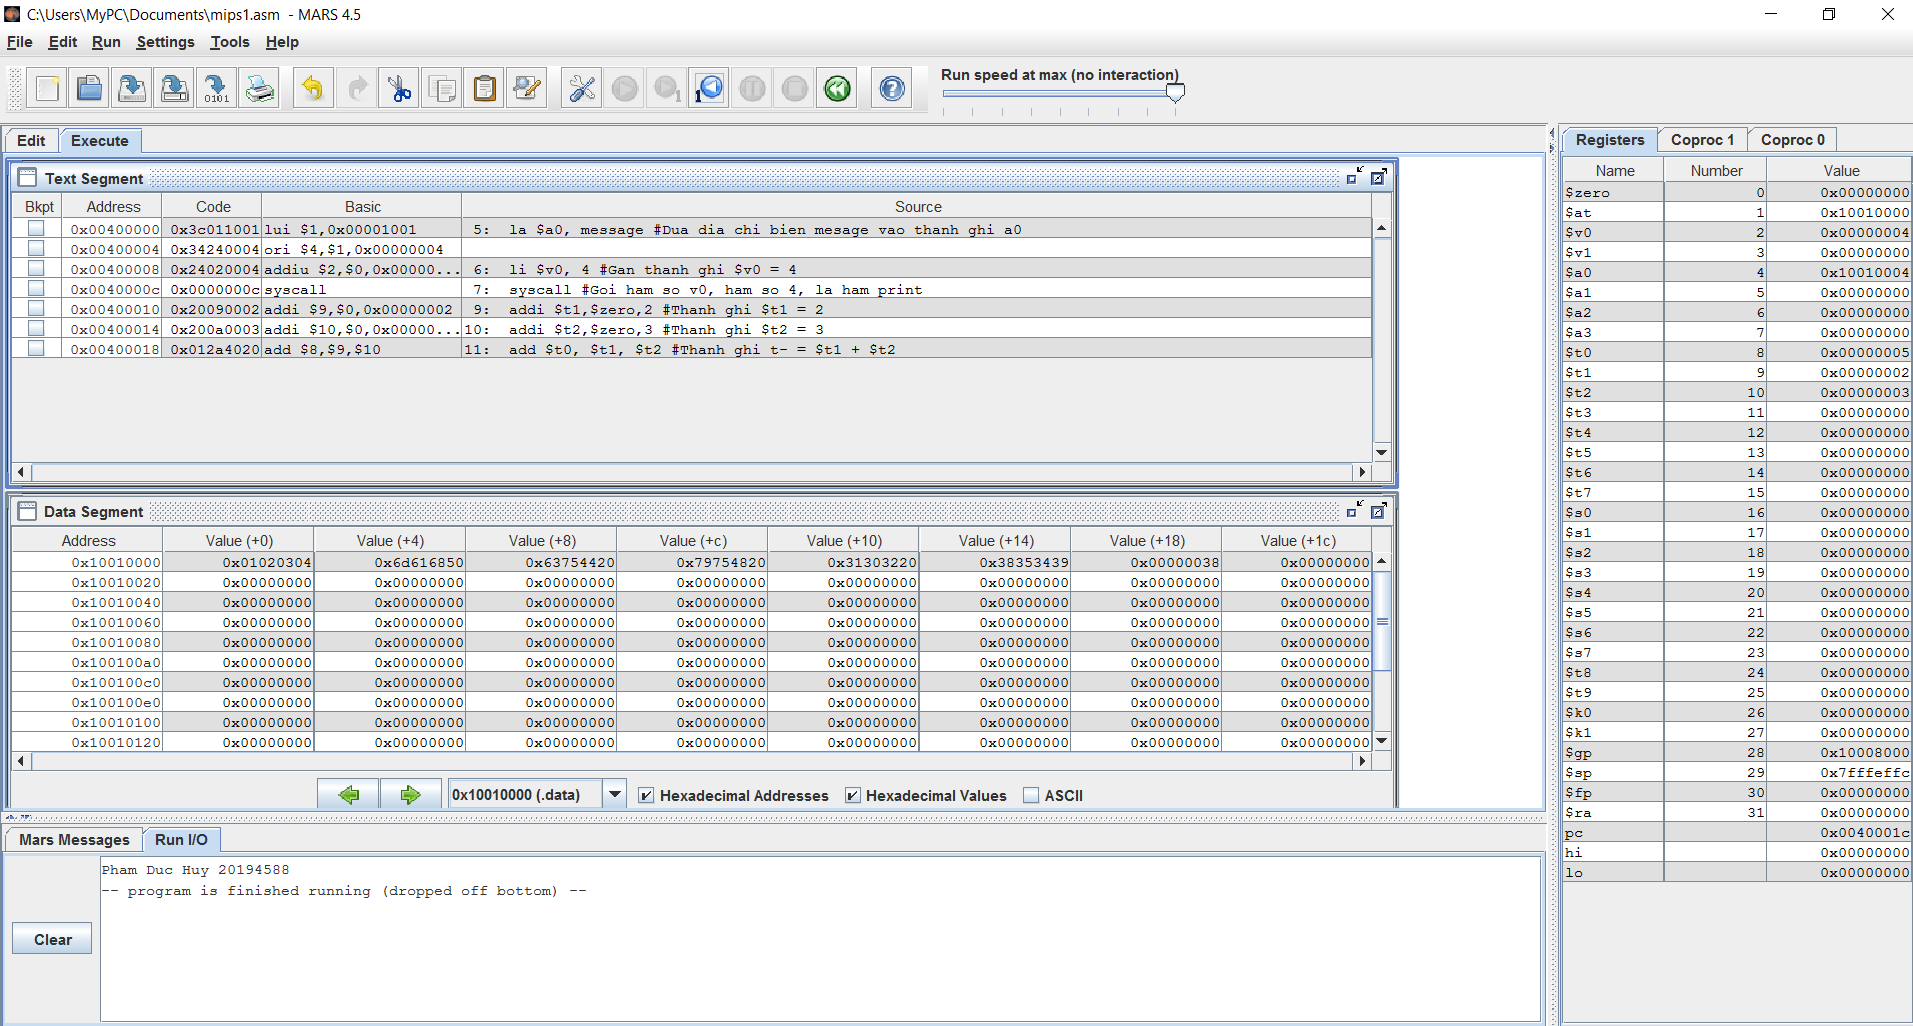 C:\Users\MyPC\Documents\mips1.asm - MARS 4.5
File Edit Run Settings Tools Help
Run speed at max (no interaction)
Edit Execute
Text Segment
Bkpt Address Code Basic Source
0x00400000 0x3c011001 lui $1,0x00001001 5: la $a0, message #Dua dia chi bien mesage vao thanh ghi a0
0x00400004 0x34240004 ori $4,$1,0x00000004
0x00400008 0x24020004 addiu $2,$0,0x00000... 6: li $v0, 4 #Gan thanh ghi $v0 = 4
0x0040000c 0x0000000c syscall 7: syscall #Goi ham so v0, ham so 4, la ham print
0x00400010 0x20090002 addi $9,$0,0x00000002 9: addi $t1,$zero,2 #Thanh ghi $t1 = 2
0x00400014 0x200a0003 addi $10,$0,0x00000... 10: addi $t2,$zero,3 #Thanh ghi $t2 = 3
0x00400018 0x012a4020 add $8,$9,$10 11: add $t0, $t1, $t2 #Thanh ghi t- = $t1 + $t2
Data Segment
Address Value (+0) Value (+4) Value (+8) Value (+c) Value (+10) Value (+14) Value (+18) Value (+1c)
0x10010000 0x01020304 0x6d616850 0x63754420 0x79754820 0x31303220 0x38353439 0x00000038 0x00000000
0x10010020 0x00000000 0x00000000 0x00000000 0x00000000 0x00000000 0x00000000 0x00000000 0x00000000
0x10010040 0x00000000 0x00000000 0x00000000 0x00000000 0x00000000 0x00000000 0x00000000 0x00000000
0x10010060 0x00000000 0x00000000 0x00000000 0x00000000 0x00000000 0x00000000 0x00000000 0x00000000
0x10010080 0x00000000 0x00000000 0x00000000 0x00000000 0x00000000 0x00000000 0x00000000 0x00000000
0x100100a0 0x00000000 0x00000000 0x00000000 0x00000000 0x00000000 0x00000000 0x00000000 0x00000000
0x100100c0 0x00000000 0x00000000 0x00000000 0x00000000 0x00000000 0x00000000 0x00000000 0x00000000
0x100100e0 0x00000000 0x00000000 0x00000000 0x00000000 0x00000000 0x00000000 0x00000000 0x00000000
0x10010100 0x00000000 0x00000000 0x00000000 0x00000000 0x00000000 0x00000000 0x00000000 0x00000000
0x10010120 0x00000000 0x00000000 0x00000000 0x00000000 0x00000000 0x00000000 0x00000000 0x00000000
0x10010000 (.data) Hexadecimal Addresses Hexadecimal Values ASCII
Mars Messages Run I/O
Pham Duc Huy 20194588
-- program is finished running (dropped off bottom) --
Clear
Registers Coproc 1 Coproc 0
Name Number Value
$zero 0 0x00000000
$at 1 0x10010000
$v0 2 0x00000004
$v1 3 0x00000000
$a0 4 0x10010004
$a1 5 0x00000000
$a2 6 0x00000000
$a3 7 0x00000000
$t0 8 0x00000005
$t1 9 0x00000002
$t2 10 0x00000003
$t3 11 0x00000000
$t4 12 0x00000000
$t5 13 0x00000000
$t6 14 0x00000000
$t7 15 0x00000000
$s0 16 0x00000000
$s1 17 0x00000000
$s2 18 0x00000000
$s3 19 0x00000000
$s4 20 0x00000000
$s5 21 0x00000000
$s6 22 0x00000000
$s7 23 0x00000000
$t8 24 0x00000000
$t9 25 0x00000000
$k0 26 0x00000000
$k1 27 0x00000000
$gp 28 0x10008000
$sp 29 0x7fffeffc
$fp 30 0x00000000
$ra 31 0x00000000
pc 0x0040001c
hi 0x00000000
lo 0x00000000